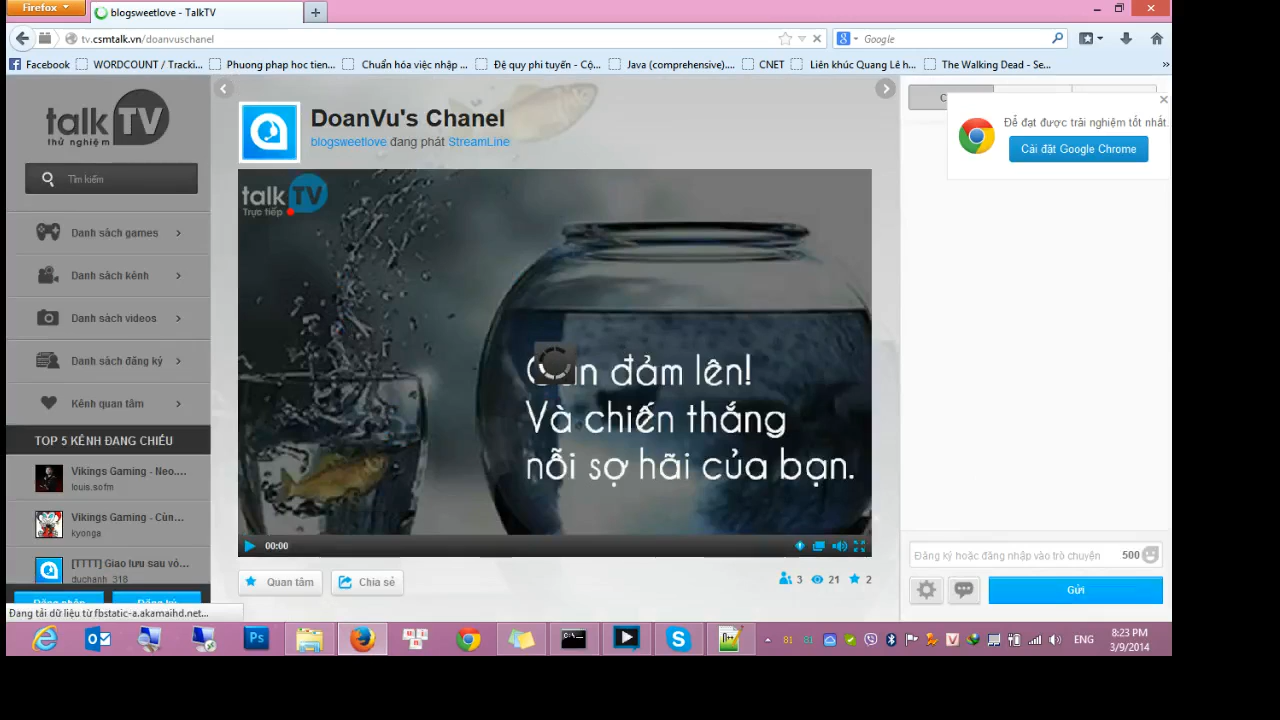 Firefox
blogsweetlove - TalkTV
tv.csmtalk.vn/doanvuschanel
Google
Facebook
WORDCOUNT / Tracki...
Phuong phap hoc tien...
Chuẩn hóa việc nhập ...
Đệ quy phi tuyến - Cộ...
Java (comprehensive)....
CNET
Liên khúc Quang Lê h...
The Walking Dead - Se...
talkTV
thử nghiệm
Tìm kiếm
Danh sách games
Danh sách kênh
Danh sách videos
Danh sách đăng ký
Kênh quan tâm
TOP 5 KÊNH ĐANG CHIẾU
Vikings Gaming - Neo....
louis.sofm
Vikings Gaming - Cùn...
kyonga
[TTTT] Giao lưu sau vò...
duchanh_318
Đăng nhập
Đăng ký
Đang tải dữ liệu từ fbstatic-a.akamaihd.net...
DoanVu's Chanel
blogsweetlove đang phát StreamLine
talkTV
Trực tiếp
đảm lên!
Và chiến thắng
nỗi sợ hãi của bạn.
00:00
Quan tâm
Chia sẻ
3
21
2
Để đạt được trải nghiệm tốt nhất
Cài đặt Google Chrome
Đăng ký hoặc đăng nhập vào trò chuyện
500
Gửi
ENG
8:23 PM
3/9/2014